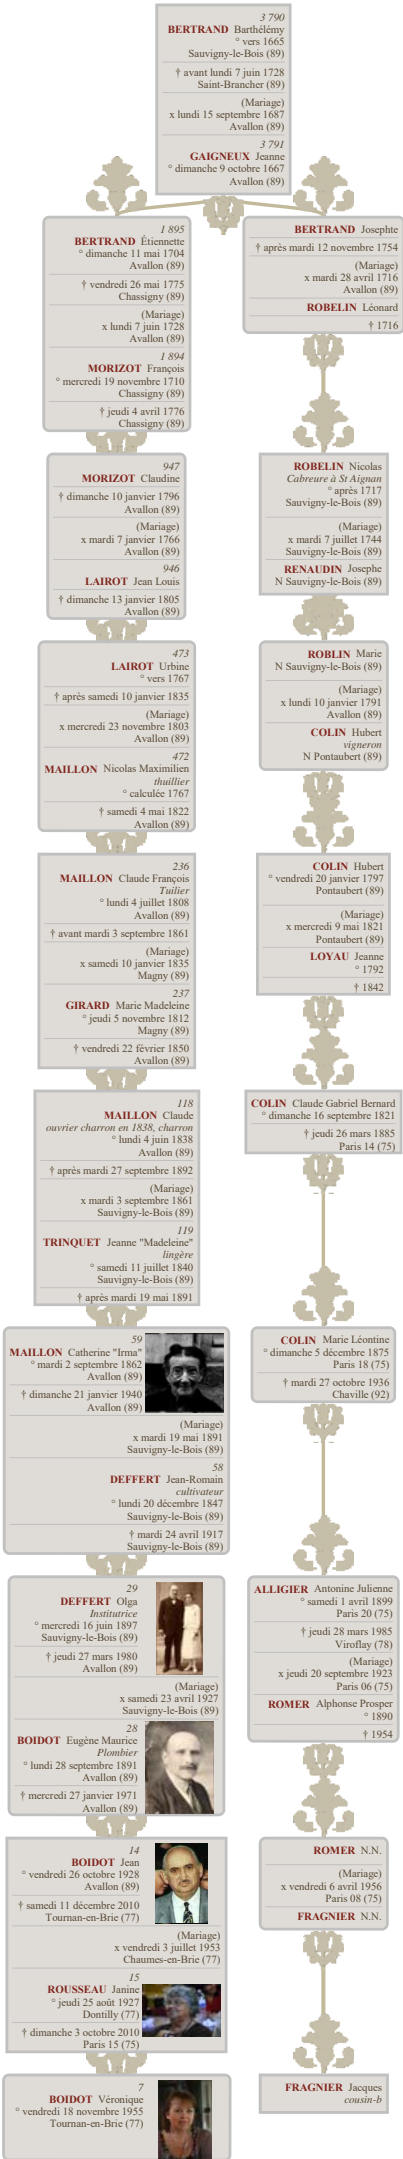 3 790
BERTRAND Barthélémy
° vers 1665
Sauvigny-le-Bois (89)
† avant lundi 7 juin 1728
Saint-Brancher (89)
(Mariage)
x lundi 15 septembre 1687
Avallon (89)
3 791
GAIGNEUX Jeanne
° dimanche 9 octobre 1667
Avallon (89)
1 895
BERTRAND Étiennette
° dimanche 11 mai 1704
Avallon (89)
† vendredi 26 mai 1775
Chassigny (89)
(Mariage)
x lundi 7 juin 1728
Avallon (89)
1 894
MORIZOT François
° mercredi 19 novembre 1710
Chassigny (89)
† jeudi 4 avril 1776
Chassigny (89)
BERTRAND Josephte
† après mardi 12 novembre 1754
(Mariage)
x mardi 28 avril 1716
Avallon (89)
ROBELIN Léonard
† 1716
947
MORIZOT Claudine
† dimanche 10 janvier 1796
Avallon (89)
(Mariage)
x mardi 7 janvier 1766
Avallon (89)
946
LAIROT Jean Louis
† dimanche 13 janvier 1805
Avallon (89)
ROBELIN Nicolas
Cabreure à St Aignan
° après 1717
Sauvigny-le-Bois (89)
(Mariage)
x mardi 7 juillet 1744
Sauvigny-le-Bois (89)
RENAUDIN Josephe
N Sauvigny-le-Bois (89)
473
LAIROT Urbine
° vers 1767
† après samedi 10 janvier 1835
(Mariage)
x mercredi 23 novembre 1803
Avallon (89)
472
MAILLON Nicolas Maximilien
thuillier
° calculée 1767
† samedi 4 mai 1822
Avallon (89)
ROBLIN Marie
N Sauvigny-le-Bois (89)
(Mariage)
x lundi 10 janvier 1791
Avallon (89)
COLIN Hubert
vigneron
N Pontaubert (89)
236
MAILLON Claude François
Tuilier
° lundi 4 juillet 1808
Avallon (89)
† avant mardi 3 septembre 1861
(Mariage)
x samedi 10 janvier 1835
Magny (89)
237
GIRARD Marie Madeleine
° jeudi 5 novembre 1812
Magny (89)
† vendredi 22 février 1850
Avallon (89)
COLIN Hubert
° vendredi 20 janvier 1797
Pontaubert (89)
(Mariage)
x mercredi 9 mai 1821
Pontaubert (89)
LOYAU Jeanne
° 1792
† 1842
118
MAILLON Claude
ouvrier charron en 1838, charron
° lundi 4 juin 1838
Avallon (89)
† après mardi 27 septembre 1892
(Mariage)
x mardi 3 septembre 1861
Sauvigny-le-Bois (89)
119
TRINQUET Jeanne "Madeleine"
lingère
° samedi 11 juillet 1840
Sauvigny-le-Bois (89)
† après mardi 19 mai 1891
COLIN Claude Gabriel Bernard
° dimanche 16 septembre 1821
† jeudi 26 mars 1885
Paris 14 (75)
59
MAILLON Catherine "Irma"
° mardi 2 septembre 1862
Avallon (89)
† dimanche 21 janvier 1940
Avallon (89)
(Mariage)
x mardi 19 mai 1891
Sauvigny-le-Bois (89)
58
DEFFERT Jean-Romain
cultivateur
° lundi 20 décembre 1847
Sauvigny-le-Bois (89)
† mardi 24 avril 1917
Sauvigny-le-Bois (89)
COLIN Marie Léontine
° dimanche 5 décembre 1875
Paris 18 (75)
† mardi 27 octobre 1936
Chaville (92)
29
DEFFERT Olga
Institutrice
° mercredi 16 juin 1897
Sauvigny-le-Bois (89)
† jeudi 27 mars 1980
Avallon (89)
(Mariage)
x samedi 23 avril 1927
Sauvigny-le-Bois (89)
28
BOIDOT Eugène Maurice
Plombier
° lundi 28 septembre 1891
Avallon (89)
† mercredi 27 janvier 1971
Avallon (89)
ALLIGIER Antonine Julienne
° samedi 1 avril 1899
Paris 20 (75)
† jeudi 28 mars 1985
Viroflay (78)
(Mariage)
x jeudi 20 septembre 1923
Paris 06 (75)
ROMER Alphonse Prosper
° 1890
† 1954
14
BOIDOT Jean
° vendredi 26 octobre 1928
Avallon (89)
† samedi 11 décembre 2010
Tournan-en-Brie (77)
(Mariage)
x vendredi 3 juillet 1953
Chaumes-en-Brie (77)
15
ROUSSEAU Janine
° jeudi 25 août 1927
Dontilly (77)
† dimanche 3 octobre 2010
Paris 15 (75)
ROMER N.N.
(Mariage)
x vendredi 6 avril 1956
Paris 08 (75)
FRAGNIER N.N.
7
BOIDOT Véronique
° vendredi 18 novembre 1955
Tournan-en-Brie (77)
FRAGNIER Jacques
cousin-b